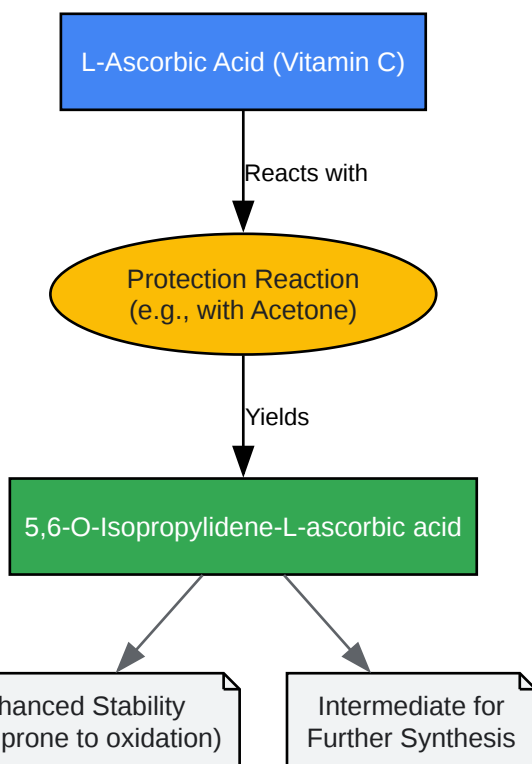 L-Ascorbic Acid (Vitamin C)
Reacts with
Protection Reaction
(e.g., with Acetone)
Yields
5,6-O-Isopropylidene-L-ascorbic acid
Stability
prone to oxidation)
Intermediate for
Further Synthesis